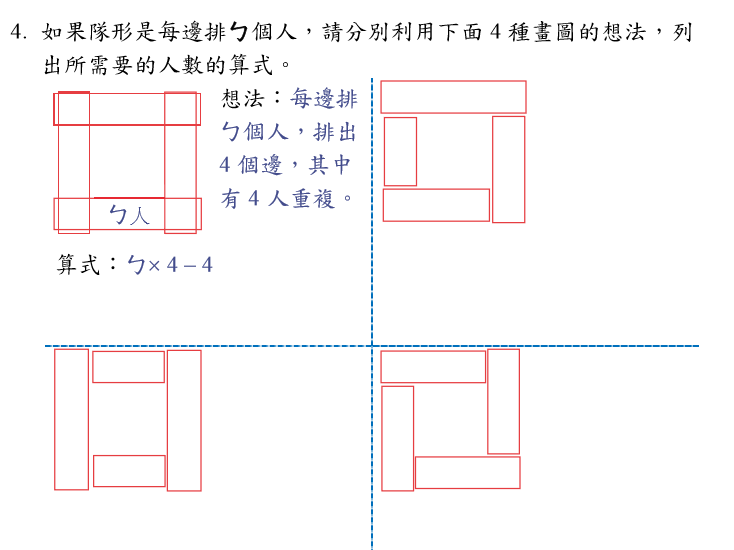 4. 如果隊形是每邊排ㄅ個人，請分別利用下面 4 種畫圖的想法，列
出所需要的人數的算式。
想法：每邊排
ㄅ個人，排出
4 個邊，其中
有 4 人重複。
ㄅ人
算式：ㄅ× 4 – 4